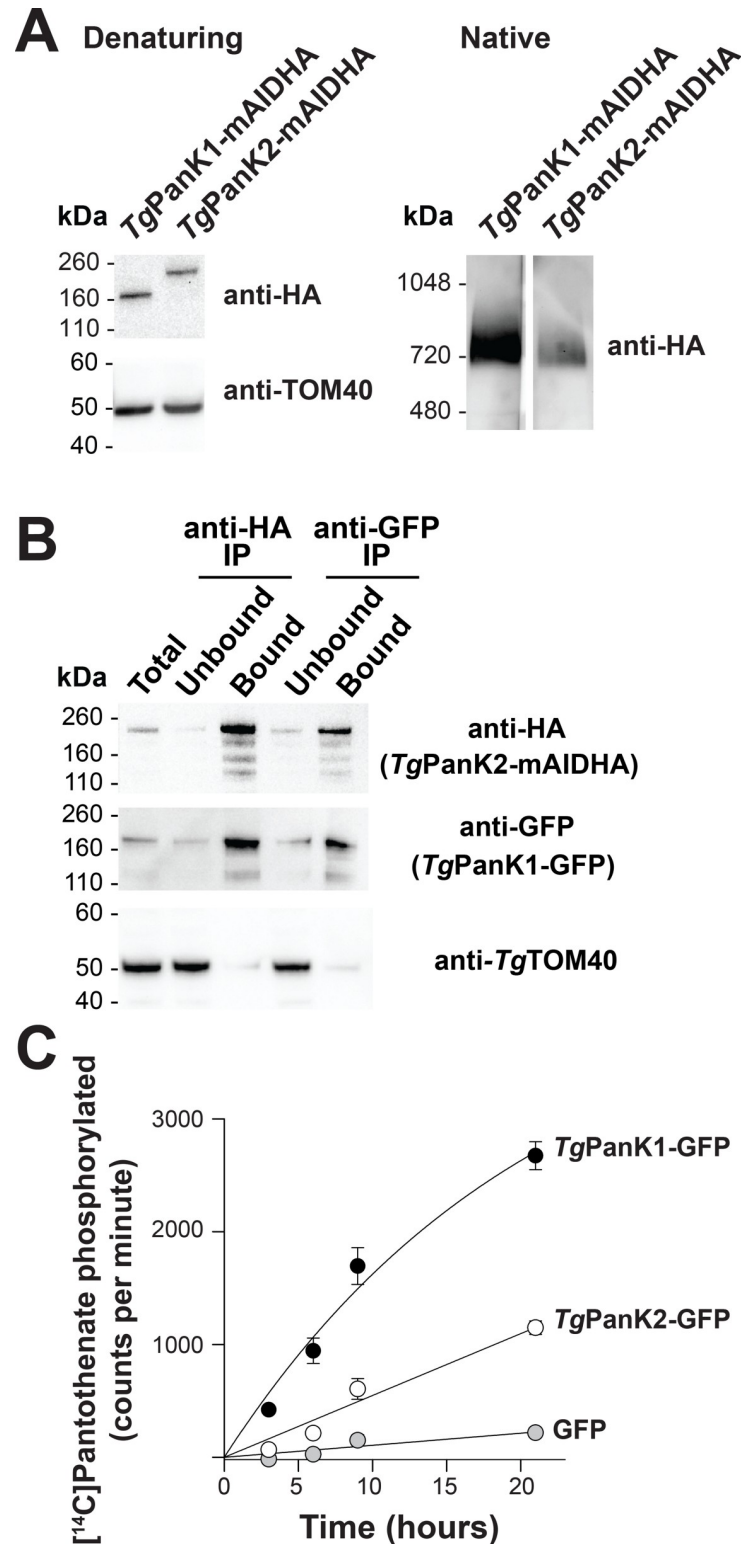 A
Denaturing
Native
kDa
TgPanK1-mAIDHA
TgPanK2-mAIDHA
260 -
160 -
110 -
anti-HA
60 -
50 -
40 -
anti-TOM40
kDa
TgPanK1-mAIDHA
TgPanK2-mAIDHA
1048 -
720 -
480 -
anti-HA
B
anti-HA
IP
anti-GFP
IP
kDa
Total
Unbound
Bound
Unbound
Bound
260 -
160 -
110 -
anti-HA
(TgPanK2-mAIDHA)
260 -
160 -
110 -
anti-GFP
(TgPanK1-GFP)
60 -
50 -
40 -
anti-TgTOM40
C
[¹⁴C]Pantothenate phosphorylated
(counts per minute)
3000
2000
1000
TgPanK1-GFP
TgPanK2-GFP
GFP
0 5 10 15 20
Time (hours)